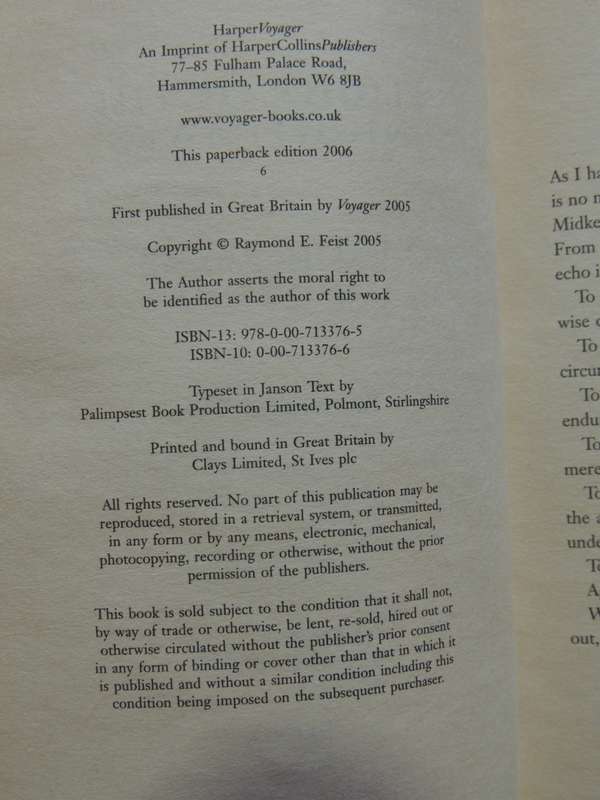 HarperVoyager
An Imprint of HarperCollinsPublishers
77–85 Fulham Palace Road,
Hammersmith, London W6 8JB
www.voyager-books.co.uk
This paperback edition 2006
6
First published in Great Britain by Voyager 2005
Copyright © Raymond E. Feist 2005
The Author asserts the moral right to
be identified as the author of this work
ISBN-13: 978-0-00-713376-5
ISBN-10: 0-00-713376-6
Typeset in Janson Text by
Palimpsest Book Production Limited, Polmont, Stirlingshire
Printed and bound in Great Britain by
Clays Limited, St Ives plc
All rights reserved. No part of this publication may be
reproduced, stored in a retrieval system, or transmitted,
in any form or by any means, electronic, mechanical,
photocopying, recording or otherwise, without the prior
permission of the publishers.
This book is sold subject to the condition that it shall not,
by way of trade or otherwise, be lent, re-sold, hired out or
otherwise circulated without the publisher's prior consent
in any form of binding or cover other than that in which it
is published and without a similar condition including this
condition being imposed on the subsequent purchaser.
As I
is no
From
echo
To
wise
To
To
To
the
out,